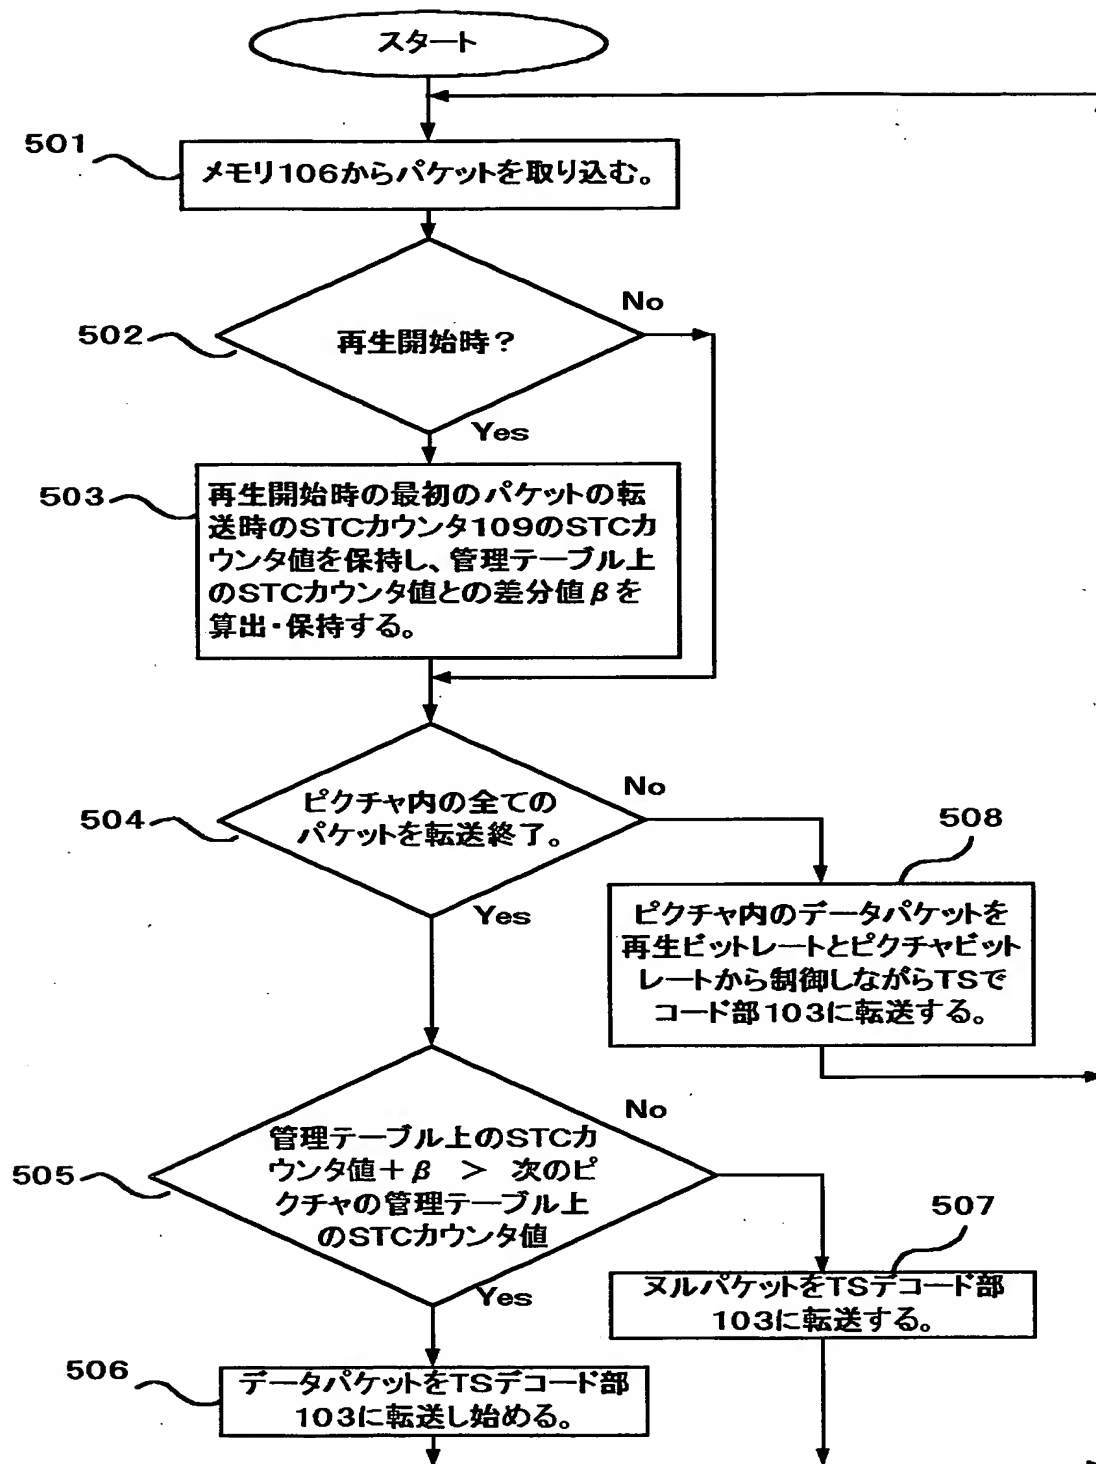 スタート
501
メモリ106からパケットを取り込む。
502
再生開始時？
No
Yes
503
再生開始時の最初のパケットの転
送時のSTCカウンタ109のSTCカ
ウンタ値を保持し、管理テーブル上
のSTCカウンタ値との差分値βを
算出・保持する。
504
ピクチャ内の全ての
パケットを転送終了。
No
Yes
508
ピクチャ内のデータパケットを
再生ビットレートとピクチャビット
レートから制御しながらTSで
コード部103に転送する。
505
管理テーブル上のSTCカ
ウンタ値＋β ＞ 次のピ
クチャの管理テーブル上
のSTCカウンタ値
No
Yes
507
ヌルパケットをTSデコード部
103に転送する。
506
データパケットをTSデコード部
103に転送し始める。